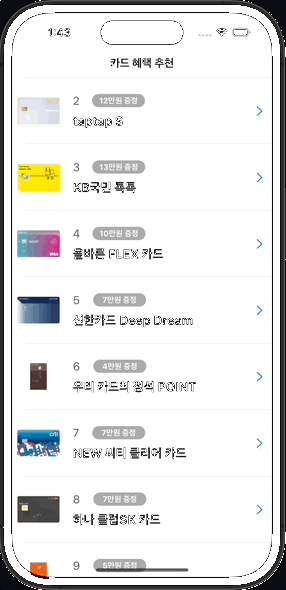 1:43
카드 혜택 추천
2 12만원 증정
taptap S
3 13만원 증정
KB국민 톡톡
4 10만원 증정
올바른 FLEX 카드
5 7만원 증정
신한카드 Deep Dream
6 4만원 증정
우리 카드의 정석 POINT
7 7만원 증정
NEW 씨티 클리어 카드
8 7만원 증정
하나 클럽SK 카드
9 5만원 증정